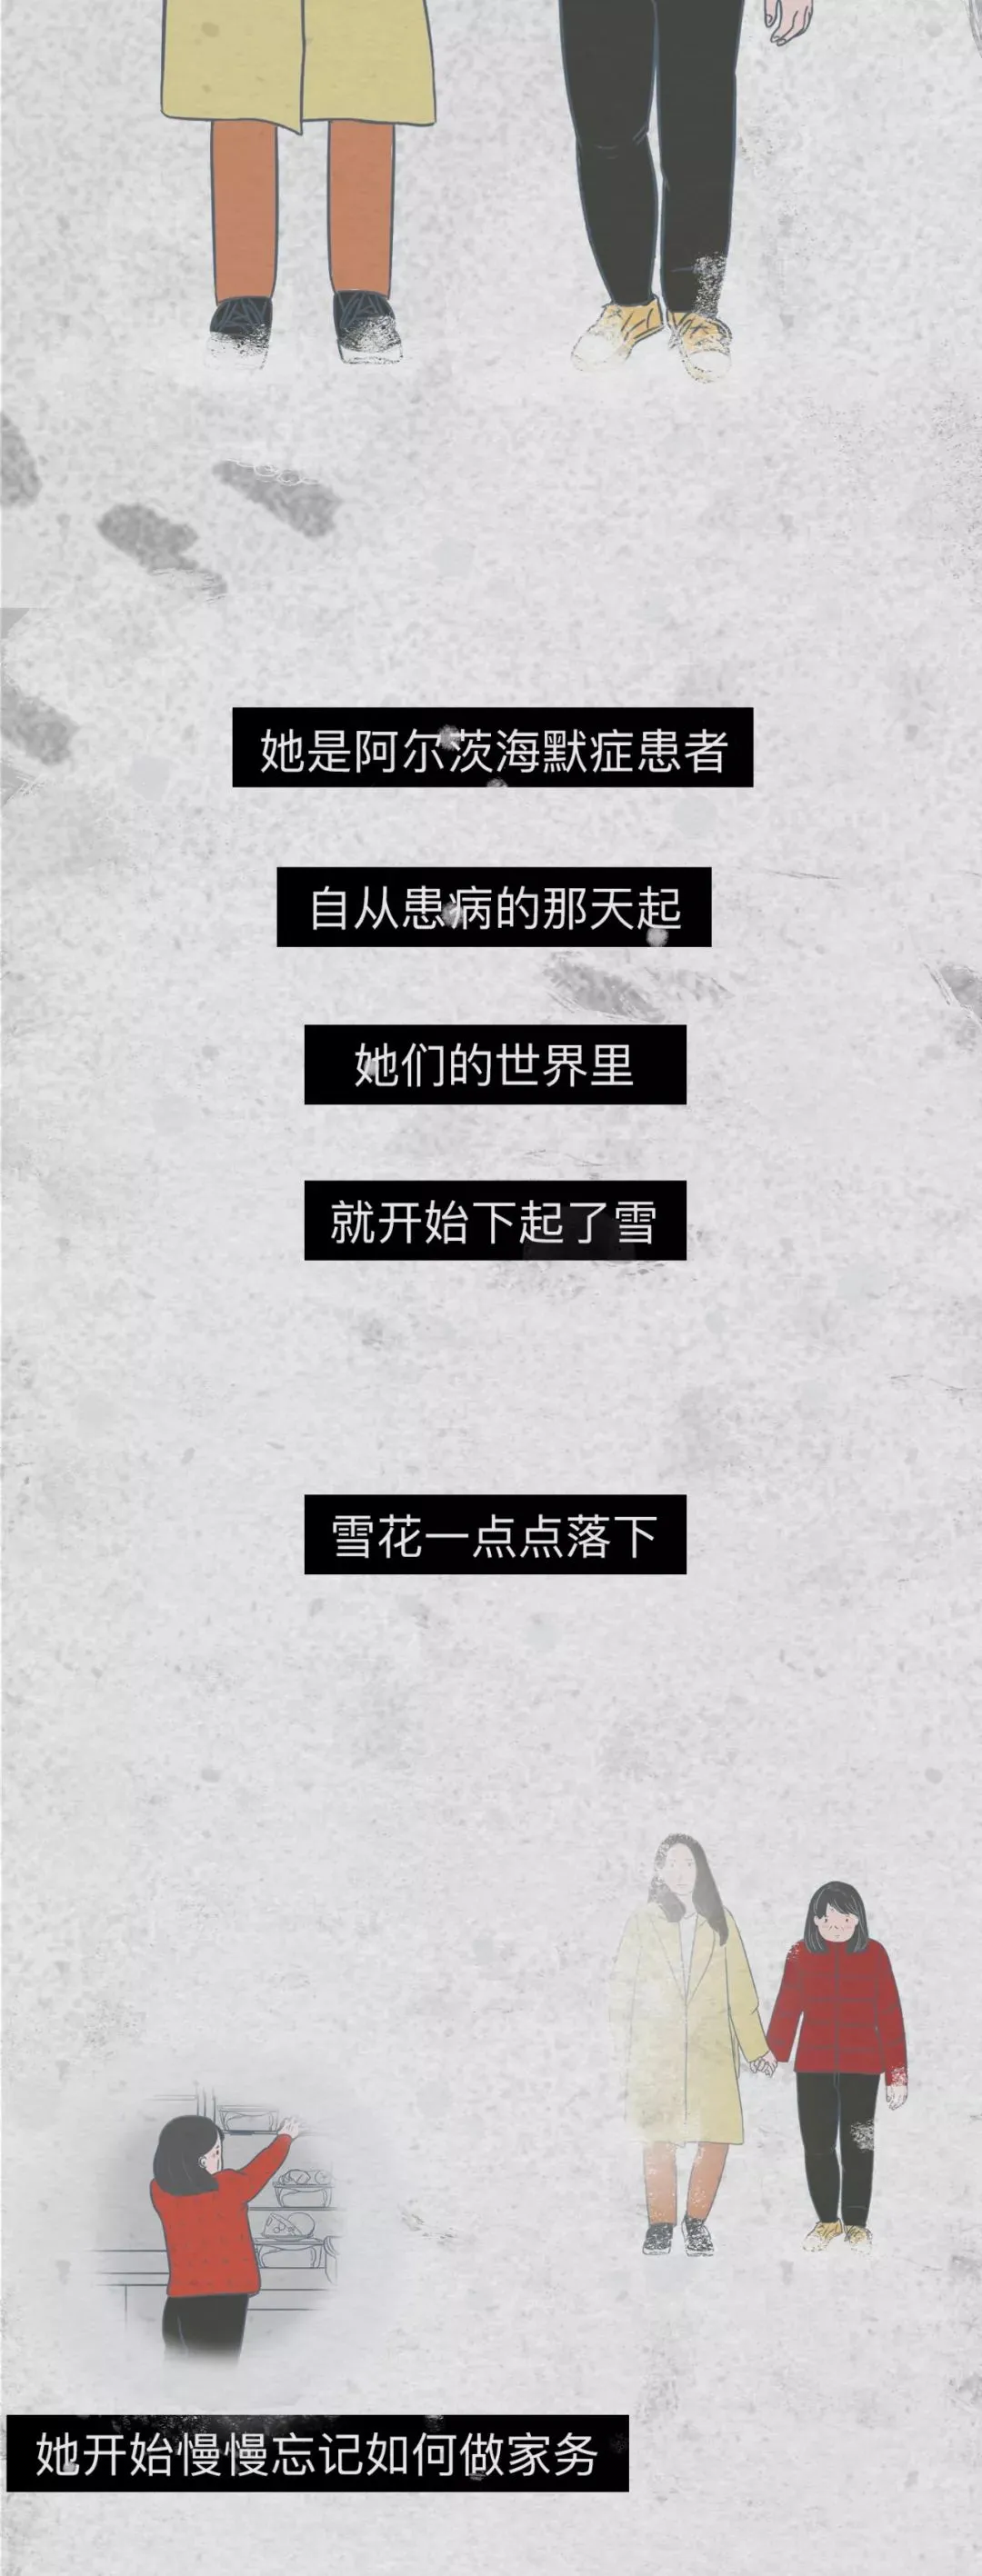 她是阿尔茨海默症患者
自从患病的那天起
她们的世界里
就开始下起了雪
雪花一点点落下
她开始慢慢忘记如何做家务